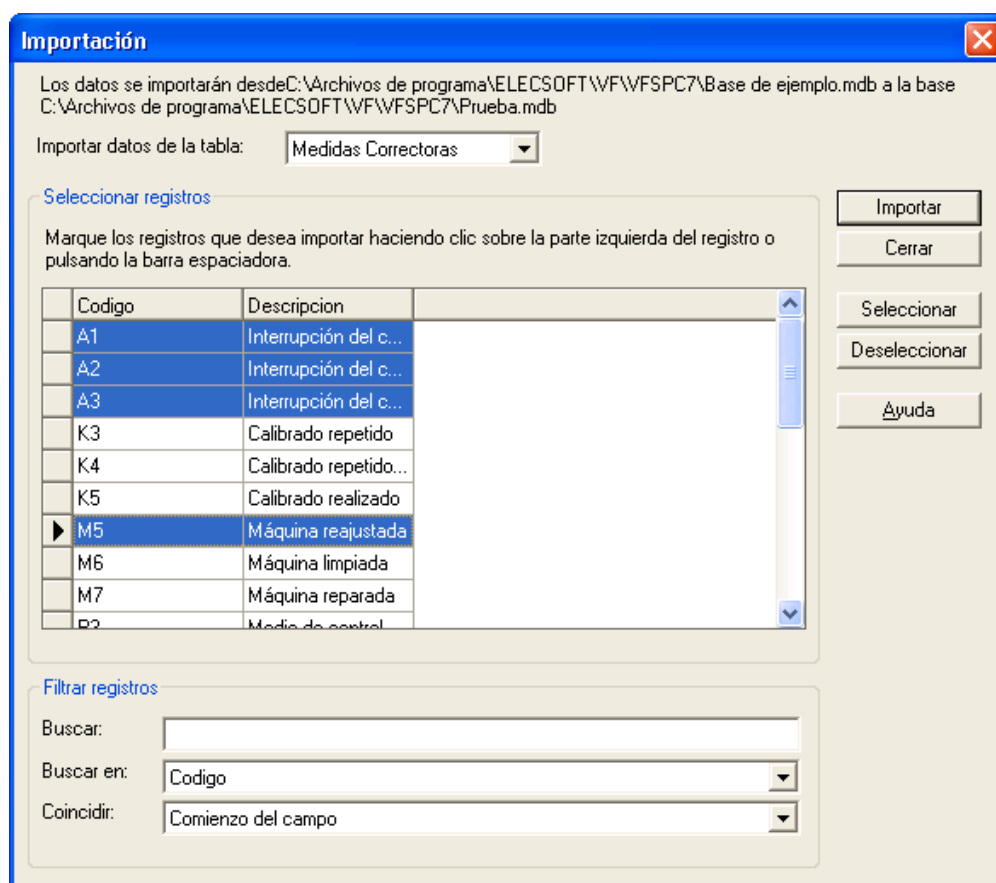 Importación
Los datos se importarán desdeC:\Archivos de programa\ELECSOFT\VF\VFSPC7\Base de ejemplo.mdb a la base
C:\Archivos de programa\ELECSOFT\VF\VFSPC7\Prueba.mdb
Importar datos de la tabla: Medidas Correctoras
Seleccionar registros
Marque los registros que desea importar haciendo clic sobre la parte izquierda del registro o
pulsando la barra espaciadora.
Codigo Descripcion
A1 Interrupción del c...
A2 Interrupción del c...
A3 Interrupción del c...
K3 Calibrado repetido
K4 Calibrado repetido...
K5 Calibrado realizado
M5 Máquina reajustada
M6 Máquina limpiada
M7 Máquina reparada
Importar
Cerrar
Seleccionar
Deseleccionar
Ayuda
Filtrar registros
Buscar:
Buscar en: Codigo
Coincidir: Comienzo del campo